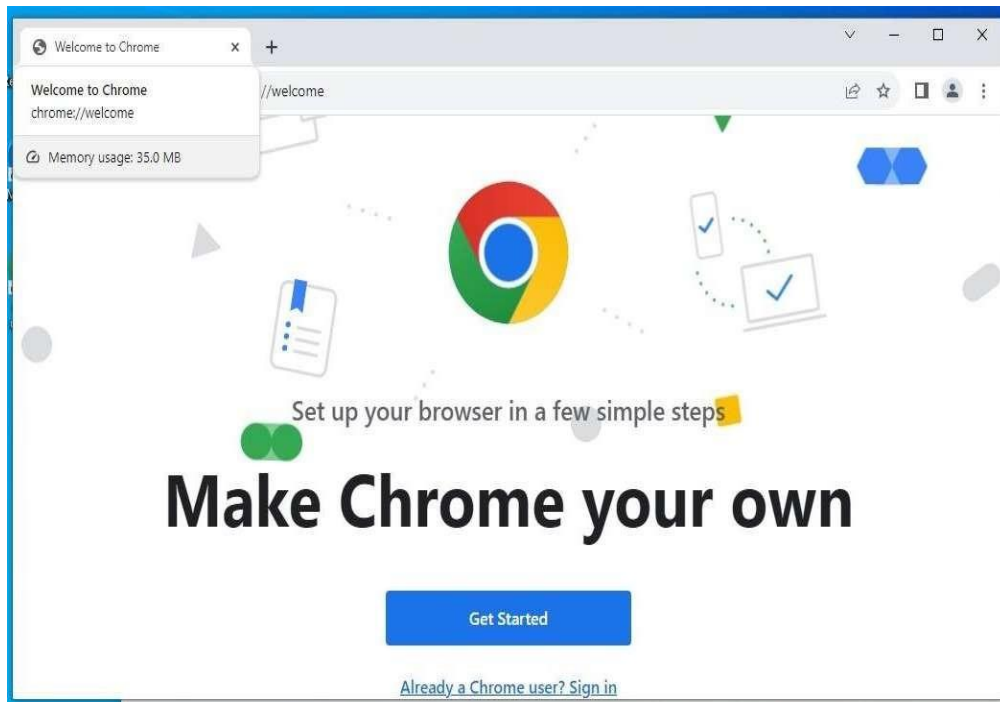 Welcome to Chrome
Welcome to Chrome
chrome://welcome
://welcome
Memory usage: 35.0 MB
Set up your browser in a few simple steps
Make Chrome your own
Get Started
Already a Chrome user? Sign in